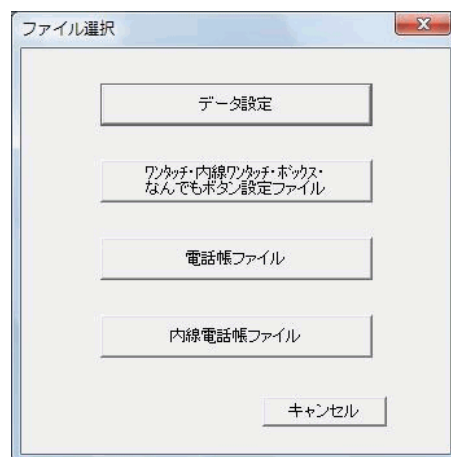 ファイル選択
データ設定
ワンタッチ・内線ワンタッチ・ボックス・
なんでもボタン設定ファイル
電話帳ファイル
内線電話帳ファイル
キャンセル